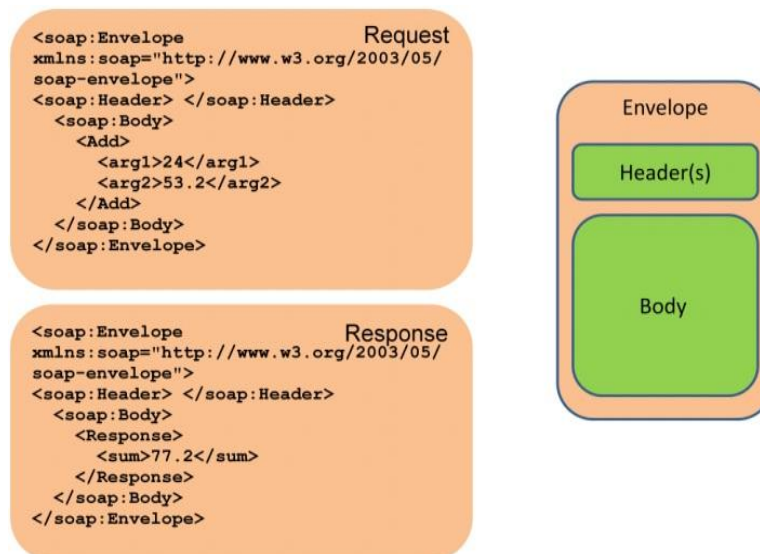 Request
<soap:Envelope
xmlns:soap="http://www.w3.org/2003/05/
soap-envelope">
<soap:Header> </soap:Header>
<soap:Body>
<Add>
<arg1>24</arg1>
<arg2>53.2</arg2>
</Add>
</soap:Body>
</soap:Envelope>
Response
<soap:Envelope
xmlns:soap="http://www.w3.org/2003/05/
soap-envelope">
<soap:Header> </soap:Header>
<soap:Body>
<Response>
<sum>77.2</sum>
</Response>
</soap:Body>
</soap:Envelope>
Envelope
Header(s)
Body